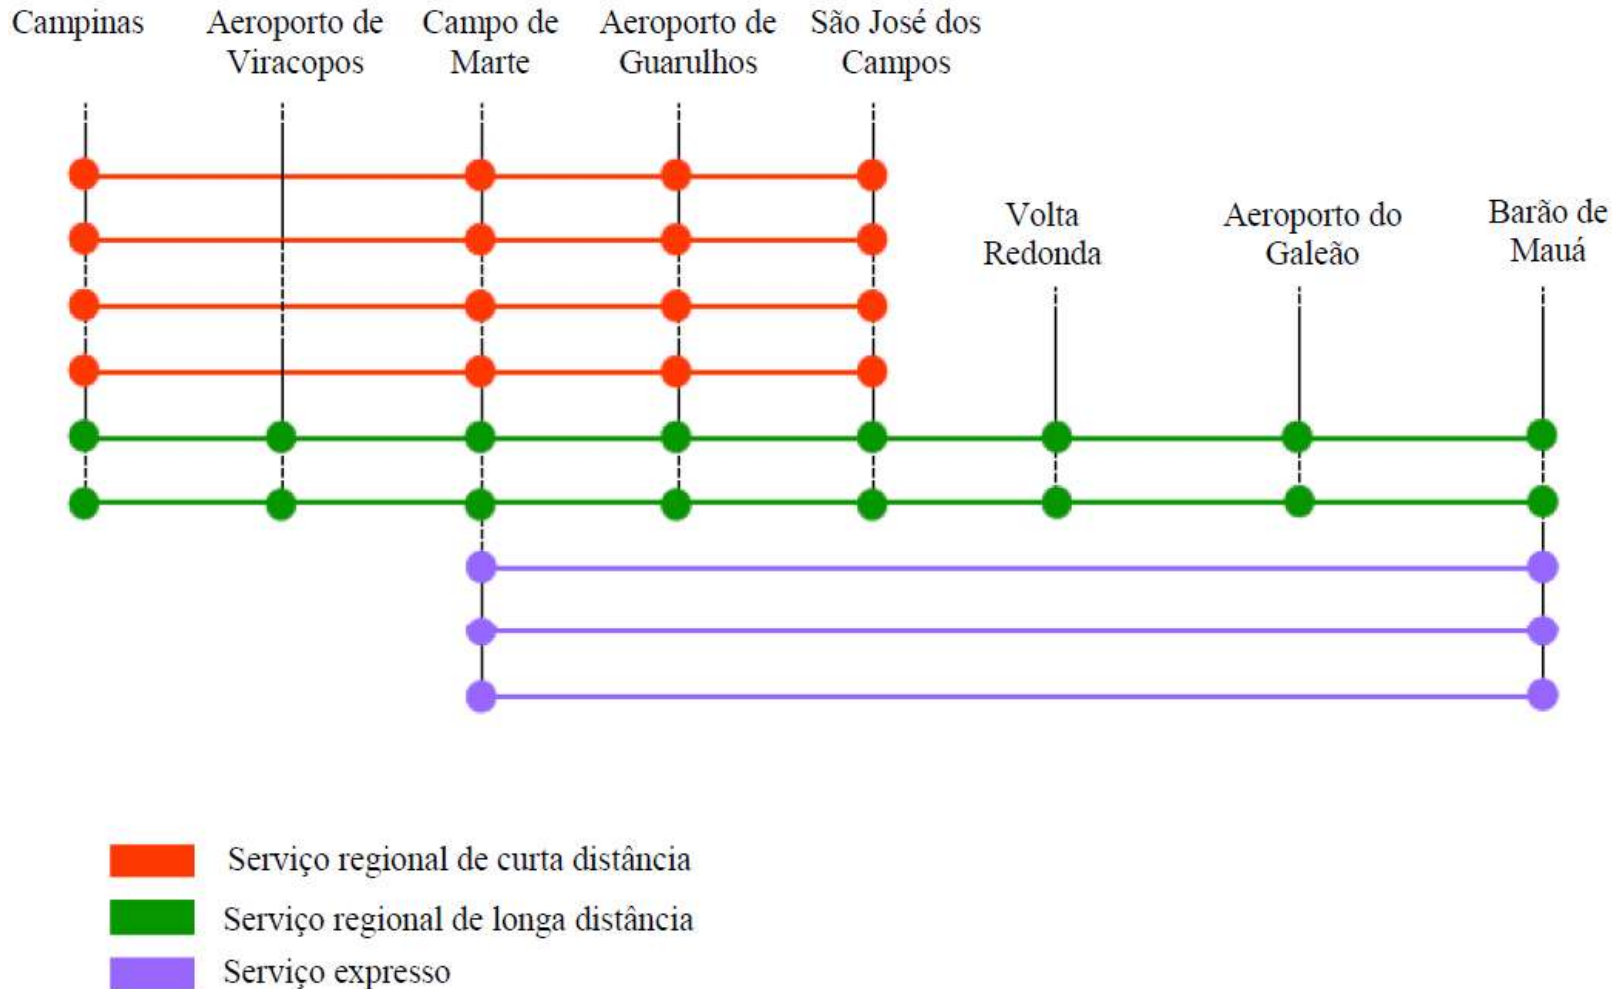 Campinas
Aeroporto de
Viracopos
Campo de
Marte
Aeroporto de
Guarulhos
São José dos
Campos
Volta
Redonda
Aeroporto do
Galeão
Barão de
Mauá
Serviço regional de curta distância
Serviço regional de longa distância
Serviço expresso